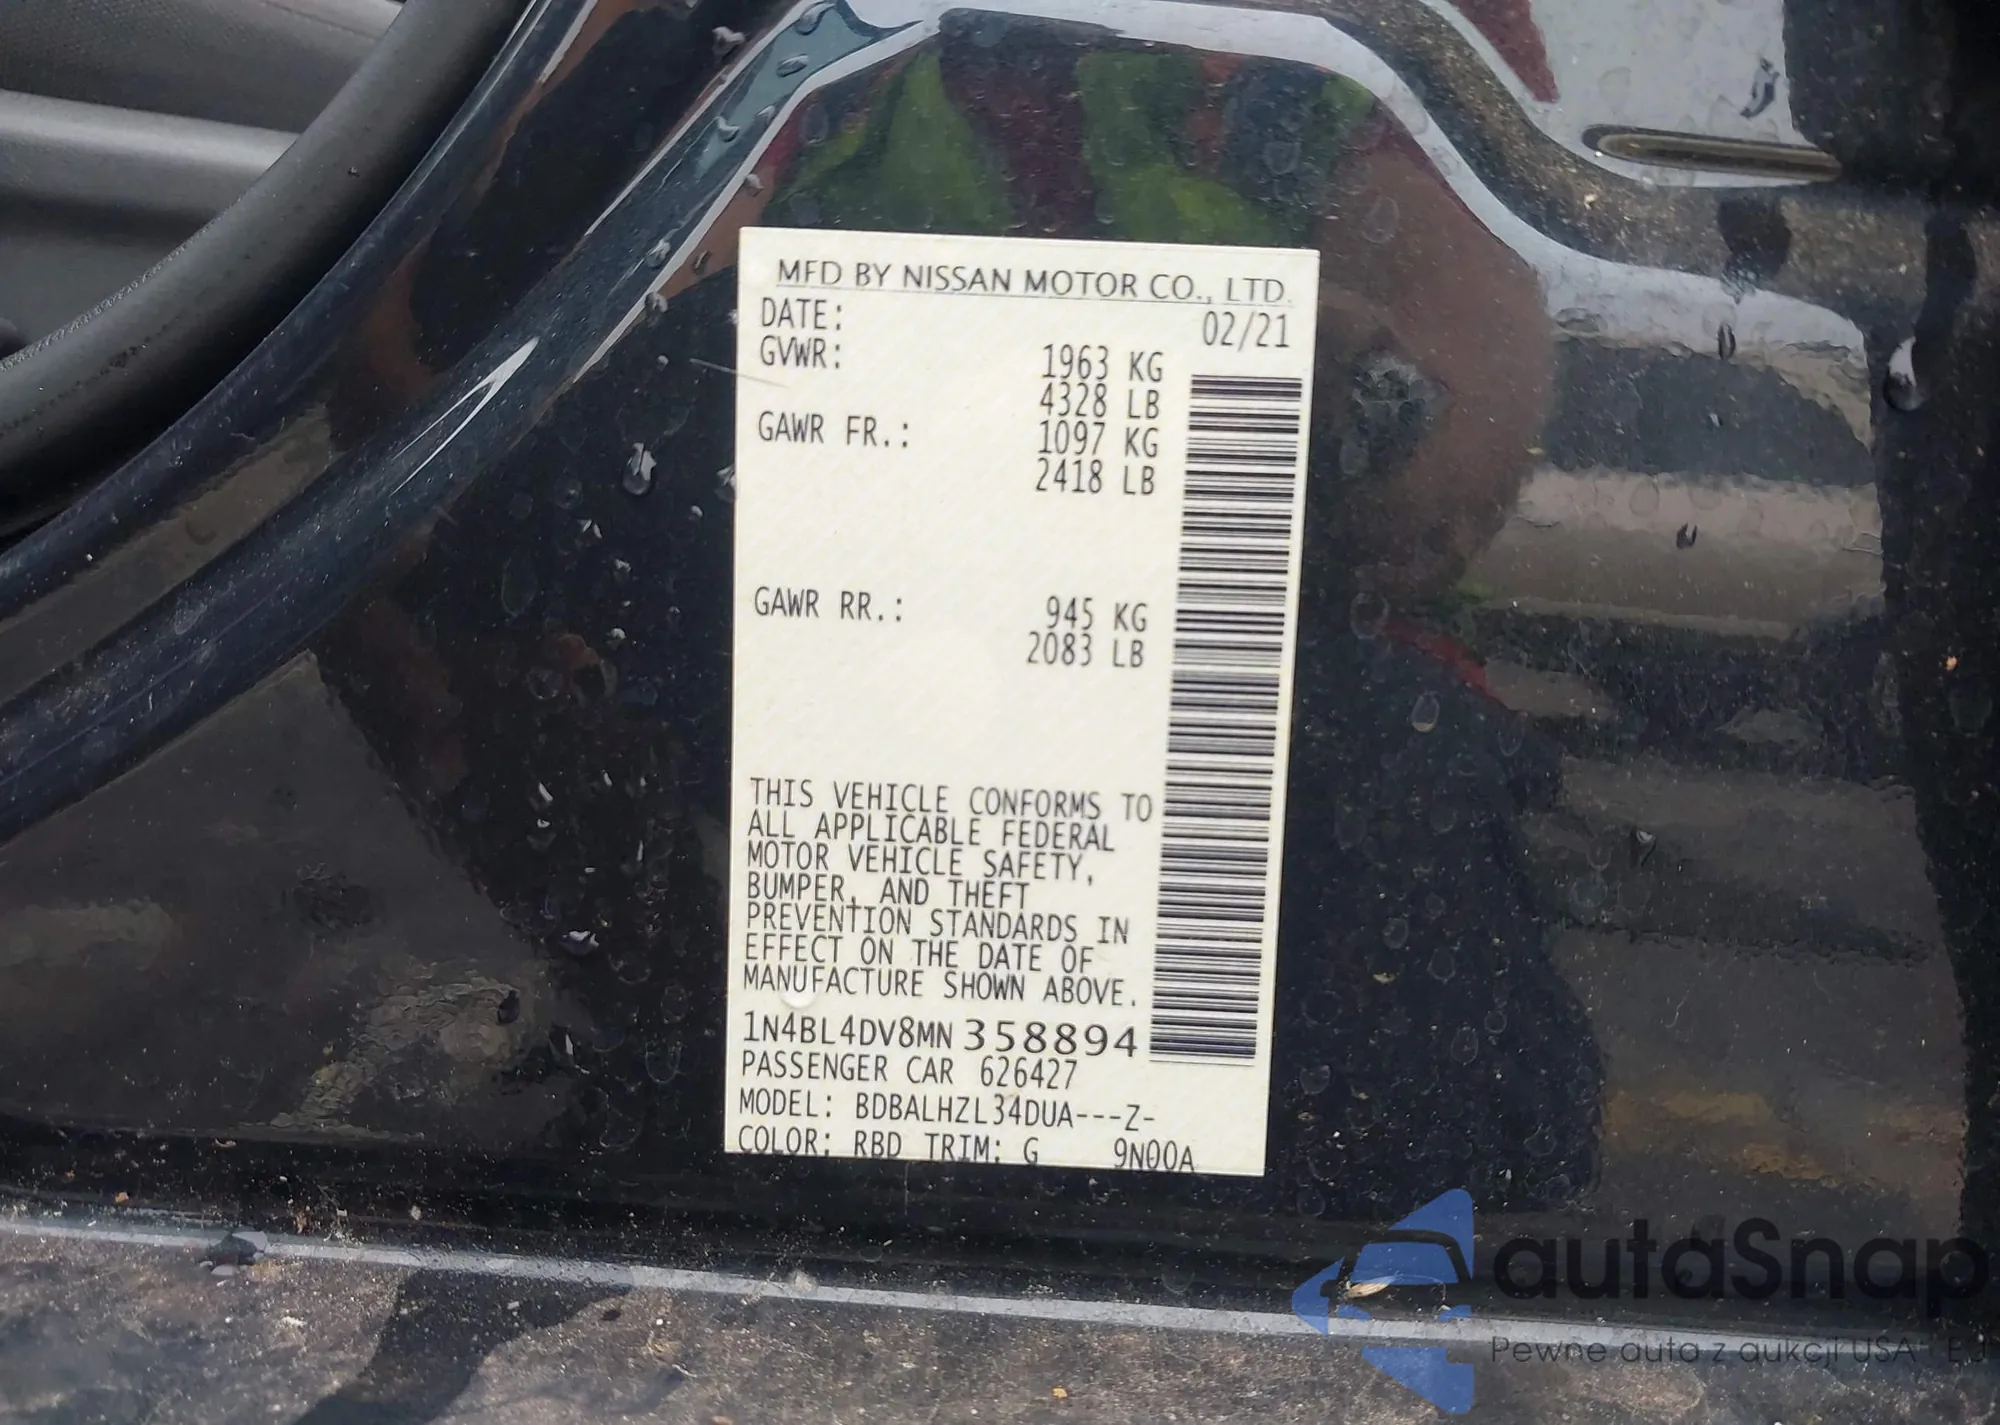 MFD BY NISSAN MOTOR CO., LTD.
DATE: 02/21
GVWR: 1963 KG
4328 LB
GAWR FR.: 1097 KG
2418 LB
GAWR RR.: 945 KG
2083 LB
THIS VEHICLE CONFORMS TO
ALL APPLICABLE FEDERAL
MOTOR VEHICLE SAFETY,
BUMPER, AND THEFT
PREVENTION STANDARDS IN
EFFECT ON THE DATE OF
MANUFACTURE SHOWN ABOVE.
1N4BL4DV8MN358894
PASSENGER CAR 626427
MODEL: BDBALHZL34DUA---Z-
COLOR: RBD TRIM: G 9N00A
autaSnap
Pewne auta z aukcji USA